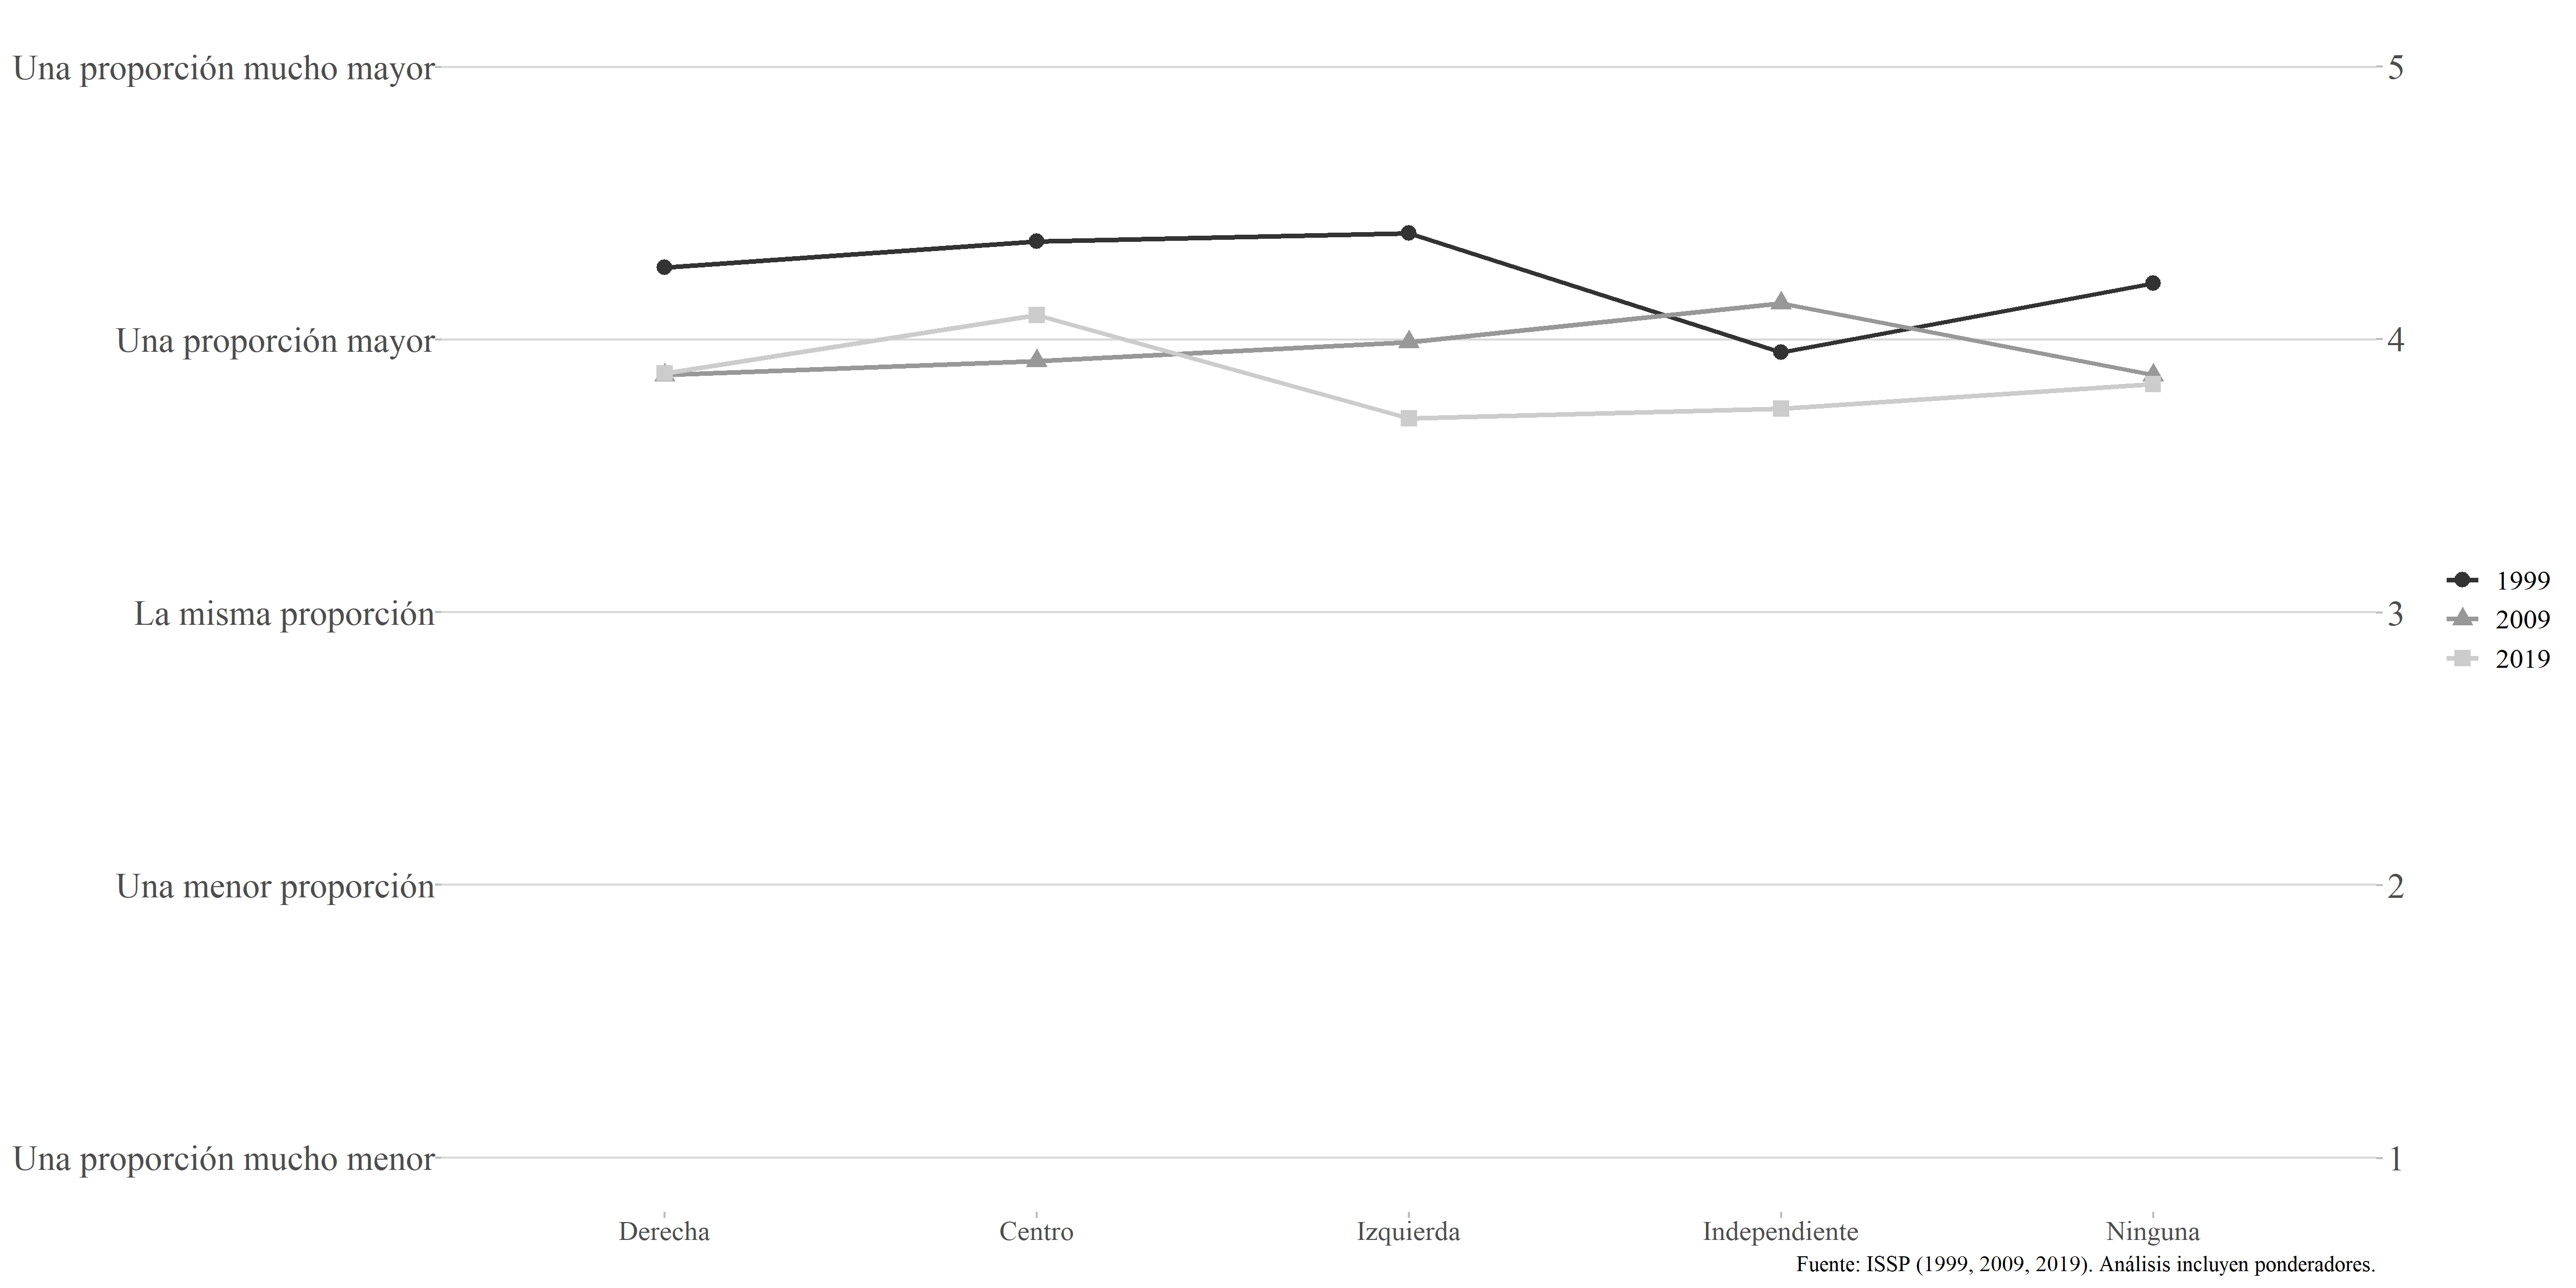 Una proporción mucho mayor
5
Una proporción mayor
4
La misma proporción
3
1999
2009
2019
Una menor proporción
2
Una proporción mucho menor
1
Derecha
Centro
Izquierda
Independiente
Ninguna
Fuente: ISSP (1999, 2009, 2019). Análisis incluyen ponderadores.